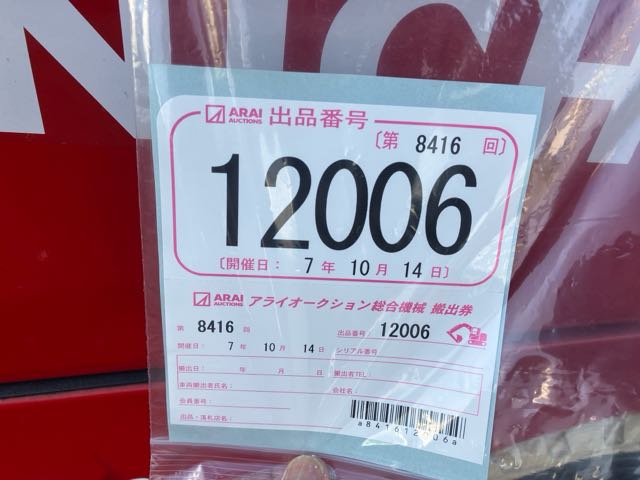 ARAI AUCTIONS 出品番号
〔第 8416 回〕
12006
〔開催日： 7 年 10 月 14 日〕
ARAI AUCTIONS アライオークション総合機械 搬出券
第 8416 回 出品番号 12006
開催日： 7 年 10 月 14 日 シリアル番号
搬出日： 年 月 日 搬出者TEL
車両搬出者氏名： 会社名：
会員番号：
出品・落札店名：
a841612006a